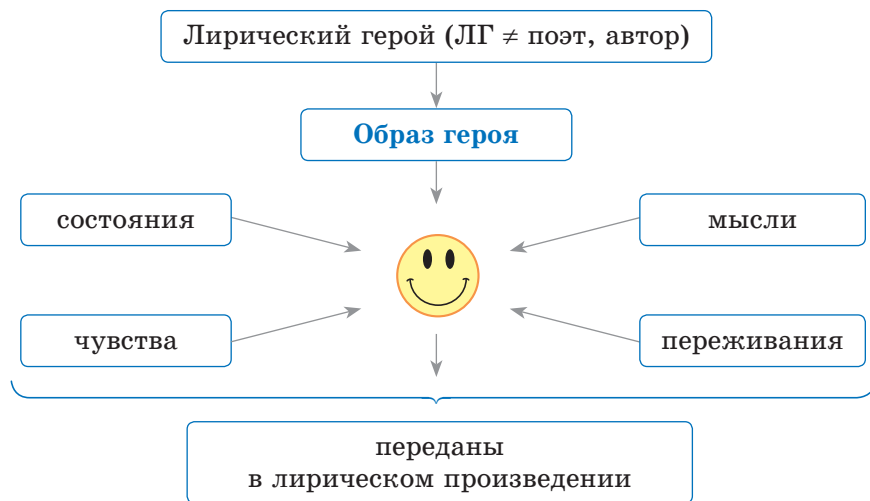 Лирический герой (ЛГ ≠ поэт, автор)
Образ героя
состояния
мысли
чувства
переживания
переданы
в лирическом произведении